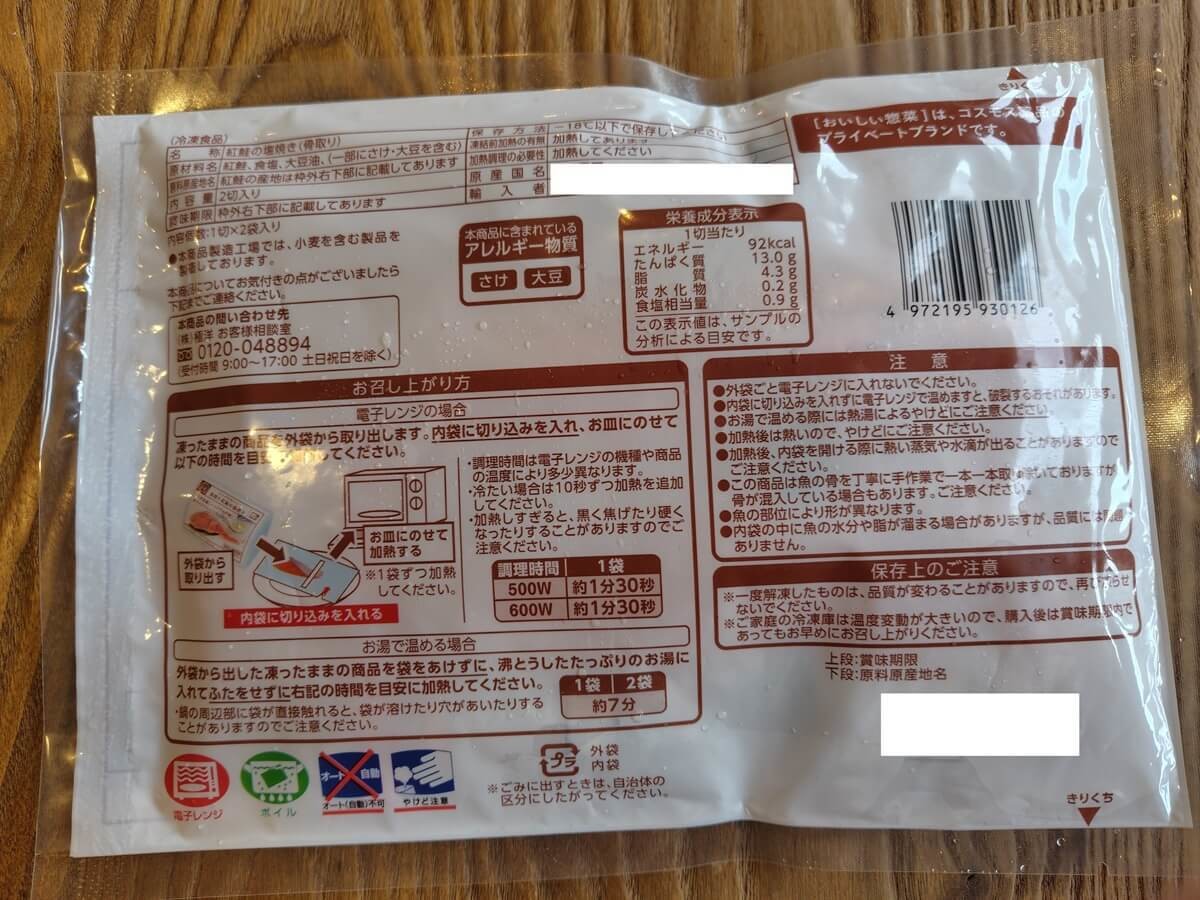 きりくち
[おいしい惣菜]は、コスモス薬品の
プライベートブランドです。
(冷凍食品)
名 称 紅鮭の塩焼き(骨取り)
原材料名 紅鮭、食塩、大豆油、(一部にさけ・大豆を含む)
原料原産地名 紅鮭の産地は枠外右下部に記載してあります
内 容 量 2切入り
賞味期限 枠外右下部に記載してあります
保存方法 -18℃以下で保存してください
凍結前加熱の有無 加熱してあります
加熱調理の必要性 加熱してください
原産国名
輸入者
内容個数:1切×2袋入り
●本商品製造工場では、小麦を含む製品を
製造しております。
本商品についてお気付きの点がございましたら
下記までご連絡ください。
本商品の問い合わせ先
(株)極洋 お客様相談室
0120-048894
(受付時間 9:00～17:00 土日祝日を除く)
本商品に含まれている
アレルギー物質
さけ 大豆
栄養成分表示
1切当たり
エネルギー 92kcal
たんぱく質 13.0g
脂質 4.3g
炭水化物 0.2g
食塩相当量 0.9g
この表示値は、サンプルの
分析による目安です。
4 972195 930126
お召し上がり方
電子レンジの場合
凍ったままの商品を外袋から取り出します。内袋に切り込みを入れ、お皿にのせて
以下の時間を目安に加熱してください。
外袋から
取り出す
お皿にのせて
加熱する
※1袋ずつ加熱
してください。
内袋に切り込みを入れる
・調理時間は電子レンジの機種や商品
の温度により多少異なります。
・冷たい場合は10秒ずつ加熱を追加
してください。
・加熱しすぎると、黒く焦げたり硬く
なったりすることがありますのでご
注意ください。
調理時間 1袋
500W 約1分30秒
600W 約1分30秒
お湯で温める場合
外袋から出した凍ったままの商品を袋をあけずに、沸とうしたたっぷりのお湯に
入れてふたをせずに右記の時間を目安に加熱してください。
・鍋の周辺部に袋が直接触れると、袋が溶けたり穴があいたりする
ことがありますのでご注意ください。
1袋 2袋
約7分
注 意
●外袋ごと電子レンジに入れないでください。
●内袋に切り込みを入れずに電子レンジで温めますと、破裂するおそれがあります。
●お湯で温める際には熱湯によるやけどにご注意ください。
●加熱後は熱いので、やけどにご注意ください。
●加熱後、内袋を開ける際に熱い蒸気や水滴が出ることがありますので
ご注意ください。
●この商品は魚の骨を丁寧に手作業で一本一本取り除いておりますが
骨が混入している場合もあります。ご注意ください。
●魚の部位により形が異なります。
●内袋の中に魚の水分や脂が溜まる場合がありますが、品質には問題
ありません。
保存上のご注意
※一度解凍したものは、品質が変わることがありますので、再び凍らせ
ないでください。
※ご家庭の冷凍庫は温度変動が大きいので、購入後は賞味期限内で
あってもお早めにお召し上がりください。
上段:賞味期限
下段:原料原産地名
電子レンジ
ボイル
オート 自動
オート(自動)不可
やけど注意
プラ
外袋
内袋
※ごみに出すときは、自治体の
区分にしたがってください。
きりくち